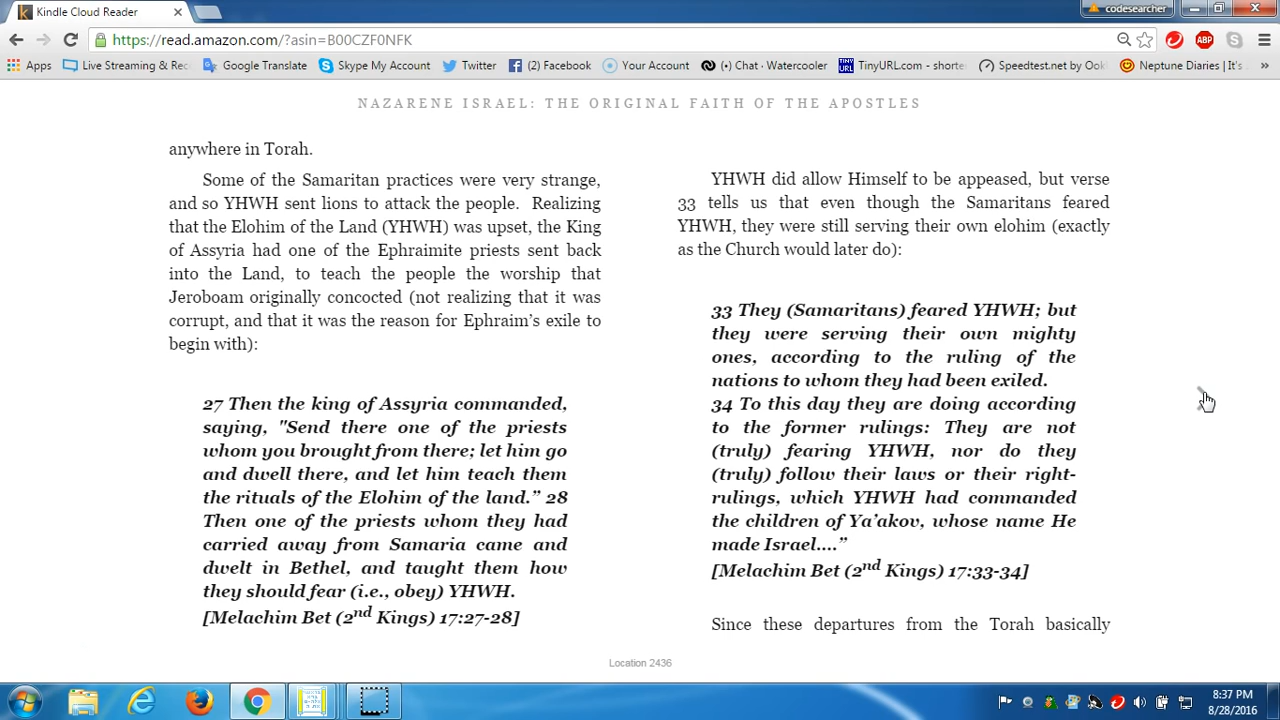 Kindle Cloud Reader
codesearcher
https://read.amazon.com/?asin=B00CZF0NFK
ABP
Apps
Live Streaming & Rec
Google Translate
Skype My Account
Twitter
(2) Facebook
Your Account
(•) Chat · Watercooler
TINY URL
TinyURL.com - shorte
Speedtest.net by Ookl
Neptune Diaries | It's
»
NAZARENE ISRAEL: THE ORIGINAL FAITH OF THE APOSTLES
anywhere in Torah.
Some of the Samaritan practices were very strange,
and so YHWH sent lions to attack the people. Realizing
that the Elohim of the Land (YHWH) was upset, the King
of Assyria had one of the Ephraimite priests sent back
into the Land, to teach the people the worship that
Jeroboam originally concocted (not realizing that it was
corrupt, and that it was the reason for Ephraim's exile to
begin with):
27 Then the king of Assyria commanded,
saying, "Send there one of the priests
whom you brought from there; let him go
and dwell there, and let him teach them
the rituals of the Elohim of the land.” 28
Then one of the priests whom they had
carried away from Samaria came and
dwelt in Bethel, and taught them how
they should fear (i.e., obey) YHWH.
[Melachim Bet (2nd Kings) 17:27-28]
YHWH did allow Himself to be appeased, but verse
33 tells us that even though the Samaritans feared
YHWH, they were still serving their own elohim (exactly
as the Church would later do):
33 They (Samaritans) feared YHWH; but
they were serving their own mighty
ones, according to the ruling of the
nations to whom they had been exiled.
34 To this day they are doing according
to the former rulings: They are not
(truly) fearing YHWH, nor do they
(truly) follow their laws or their right-
rulings, which YHWH had commanded
the children of Ya’akov, whose name He
made Israel....”
[Melachim Bet (2nd Kings) 17:33-34]
Since these departures from the Torah basically
Location 2436
8:37 PM
8/28/2016